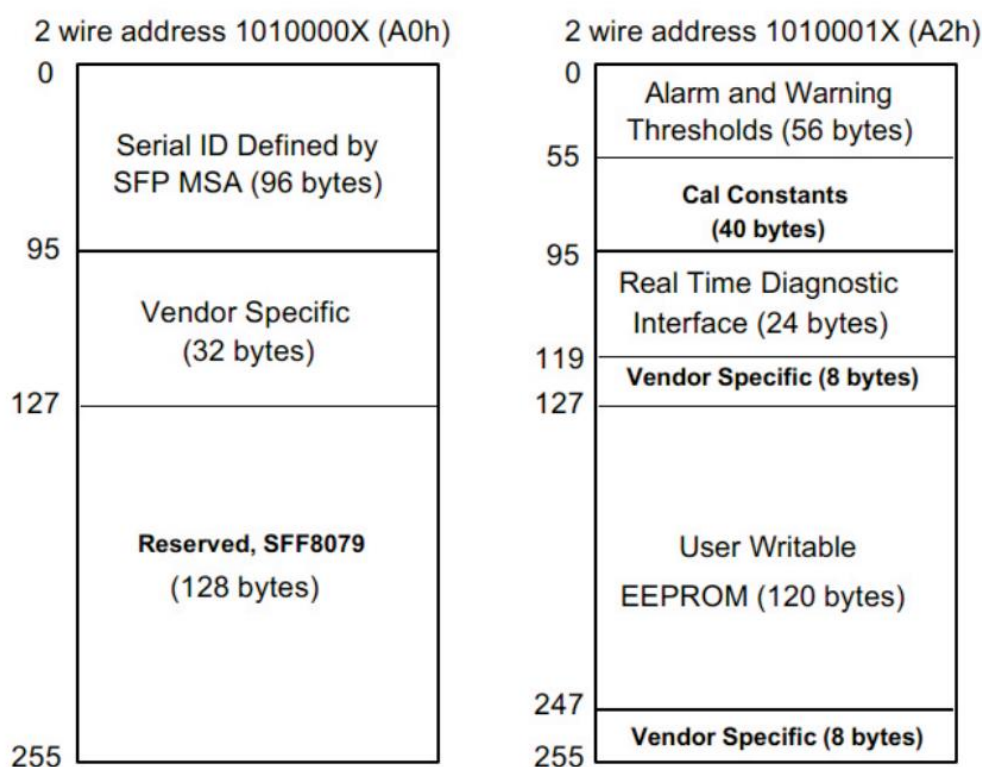 2 wire address 1010000X (A0h)
0
Serial ID Defined by
SFP MSA (96 bytes)
95
Vendor Specific
(32 bytes)
127
Reserved, SFF8079
(128 bytes)
255
2 wire address 1010001X (A2h)
0
Alarm and Warning
Thresholds (56 bytes)
55
Cal Constants
(40 bytes)
95
Real Time Diagnostic
Interface (24 bytes)
119
Vendor Specific (8 bytes)
127
User Writable
EEPROM (120 bytes)
247
Vendor Specific (8 bytes)
255